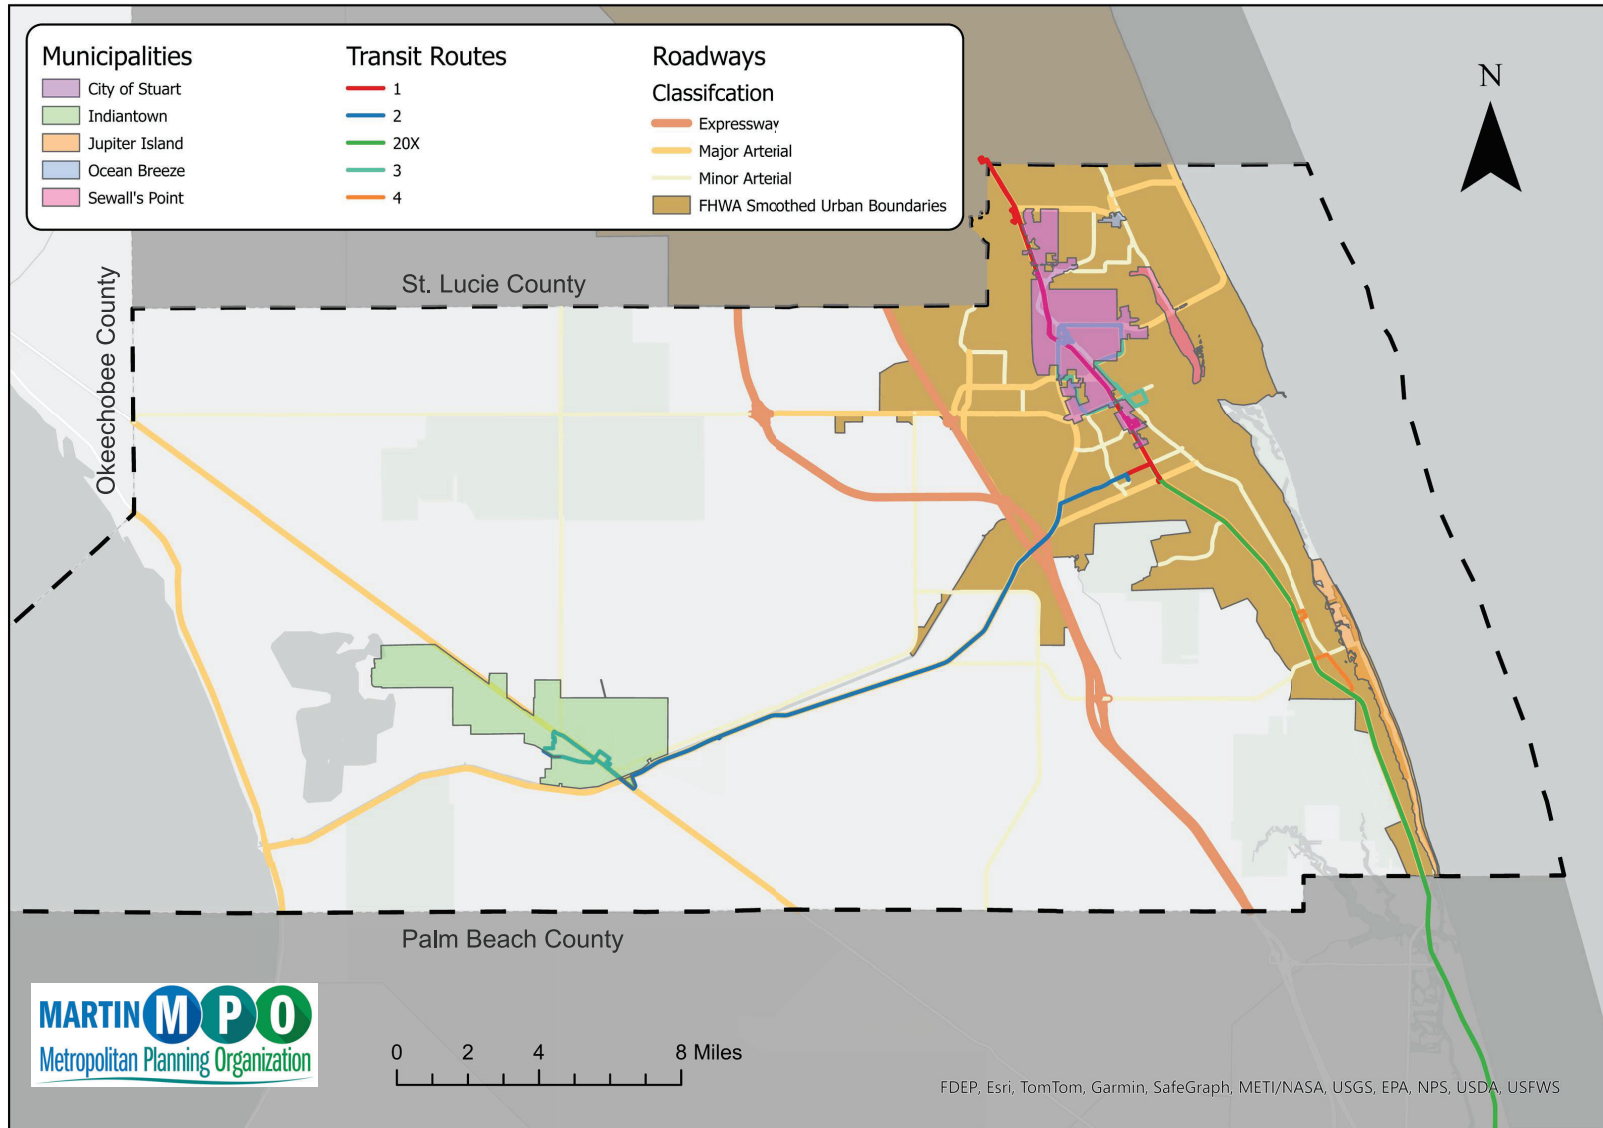 Municipalities
City of Stuart
Indiantown
Jupiter Island
Ocean Breeze
Sewall's Point
Transit Routes
1
2
20X
3
4
Roadways
Classifcation
Expressway
Major Arterial
Minor Arterial
FHWA Smoothed Urban Boundaries
N
St. Lucie County
Okeechobee County
Palm Beach County
MARTIN MPO
Metropolitan Planning Organization
0 2 4 8 Miles
FDEP, Esri, TomTom, Garmin, SafeGraph, METI/NASA, USGS, EPA, NPS, USDA, USFWS